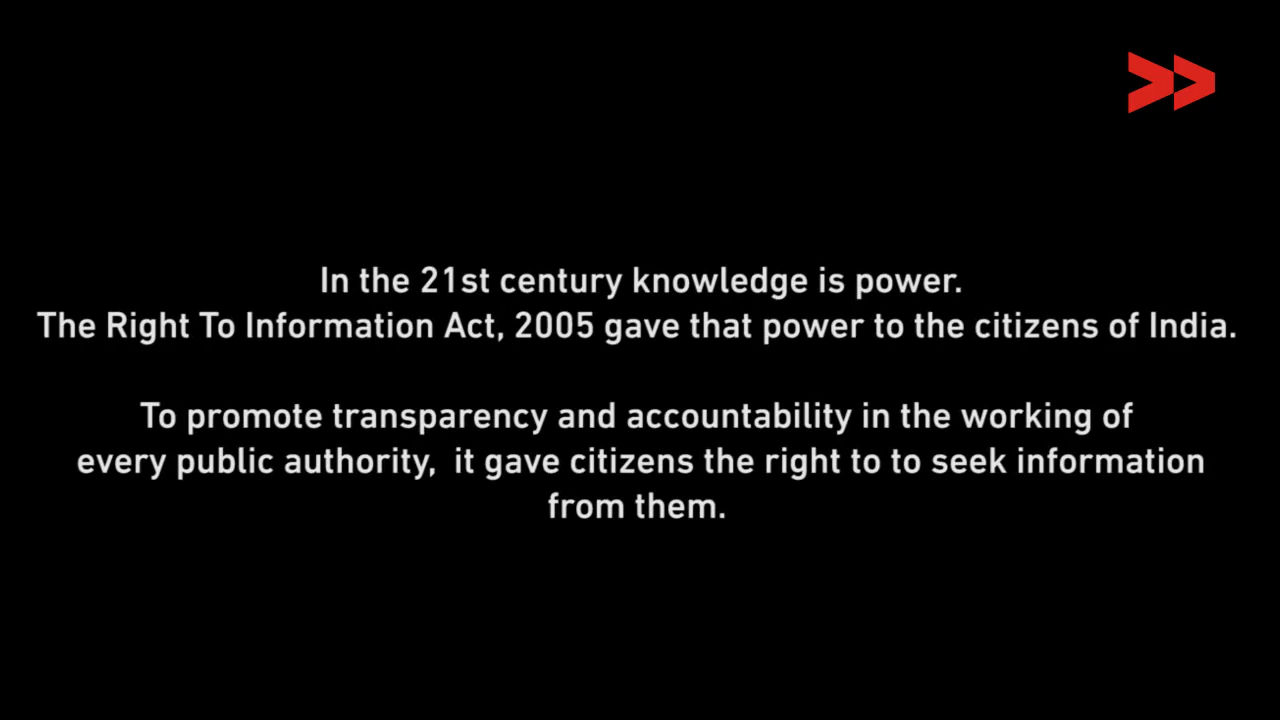 In the 21st century knowledge is power.
The Right To Information Act, 2005 gave that power to the citizens of India.
To promote transparency and accountability in the working of
every public authority,  it gave citizens the right to to seek information
from them.